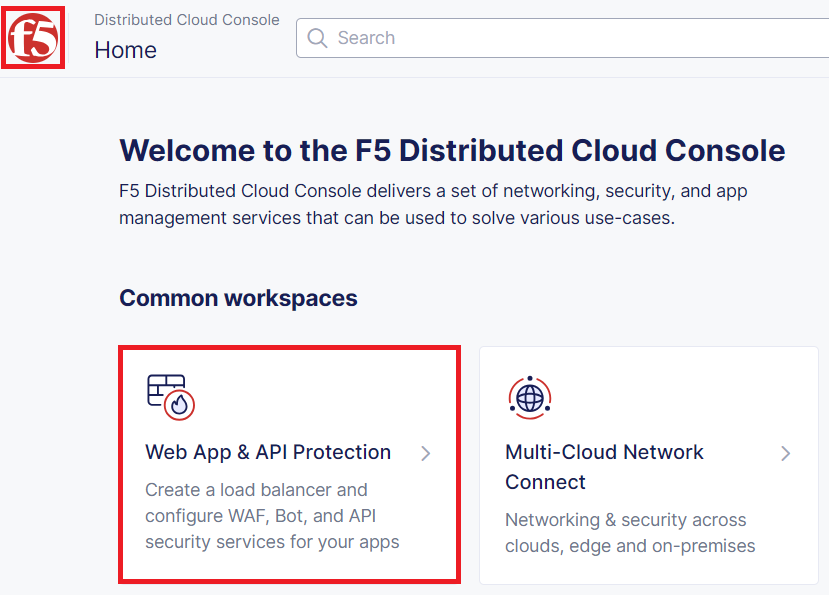 f5
Distributed Cloud Console
Home
Search
Welcome to the F5 Distributed Cloud Console
F5 Distributed Cloud Console delivers a set of networking, security, and app
management services that can be used to solve various use-cases.
Common workspaces
Web App & API Protection
Create a load balancer and
configure WAF, Bot, and API
security services for your apps
Multi-Cloud Network
Connect
Networking & security across
clouds, edge and on-premises